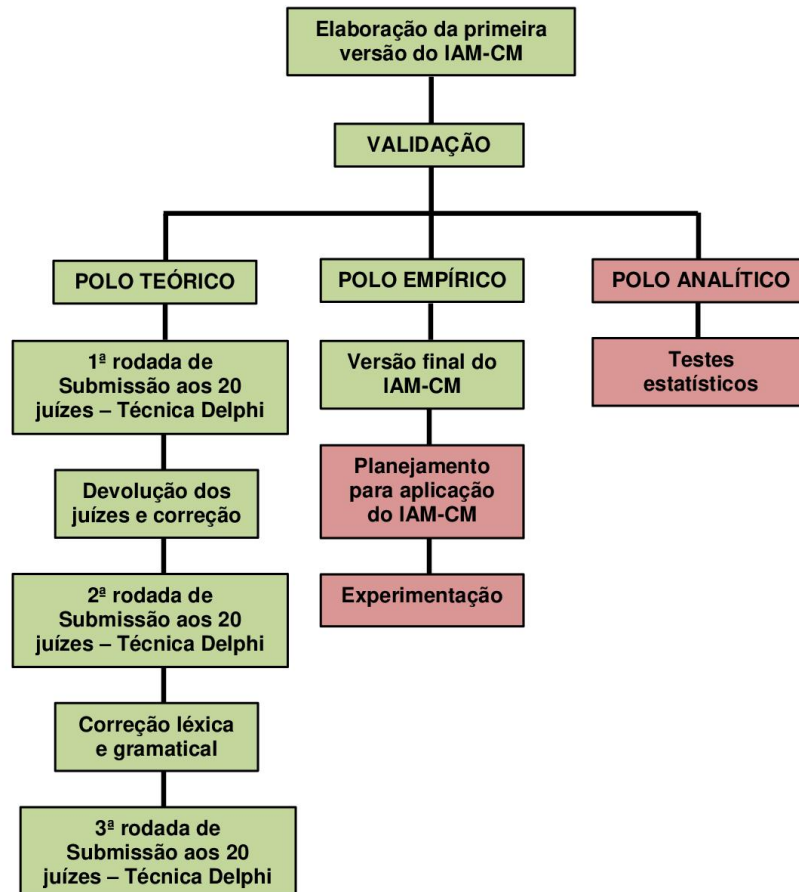 Elaboração da primeira
versão do IAM-CM
VALIDAÇÃO
POLO TEÓRICO
1ª rodada de
Submissão aos 20
juízes – Técnica Delphi
Devolução dos
juízes e correção
2ª rodada de
Submissão aos 20
juízes – Técnica Delphi
Correção léxica
e gramatical
3ª rodada de
Submissão aos 20
juízes – Técnica Delphi
POLO EMPÍRICO
Versão final do
IAM-CM
Planejamento
para aplicação
do IAM-CM
Experimentação
POLO ANALÍTICO
Testes
estatísticos